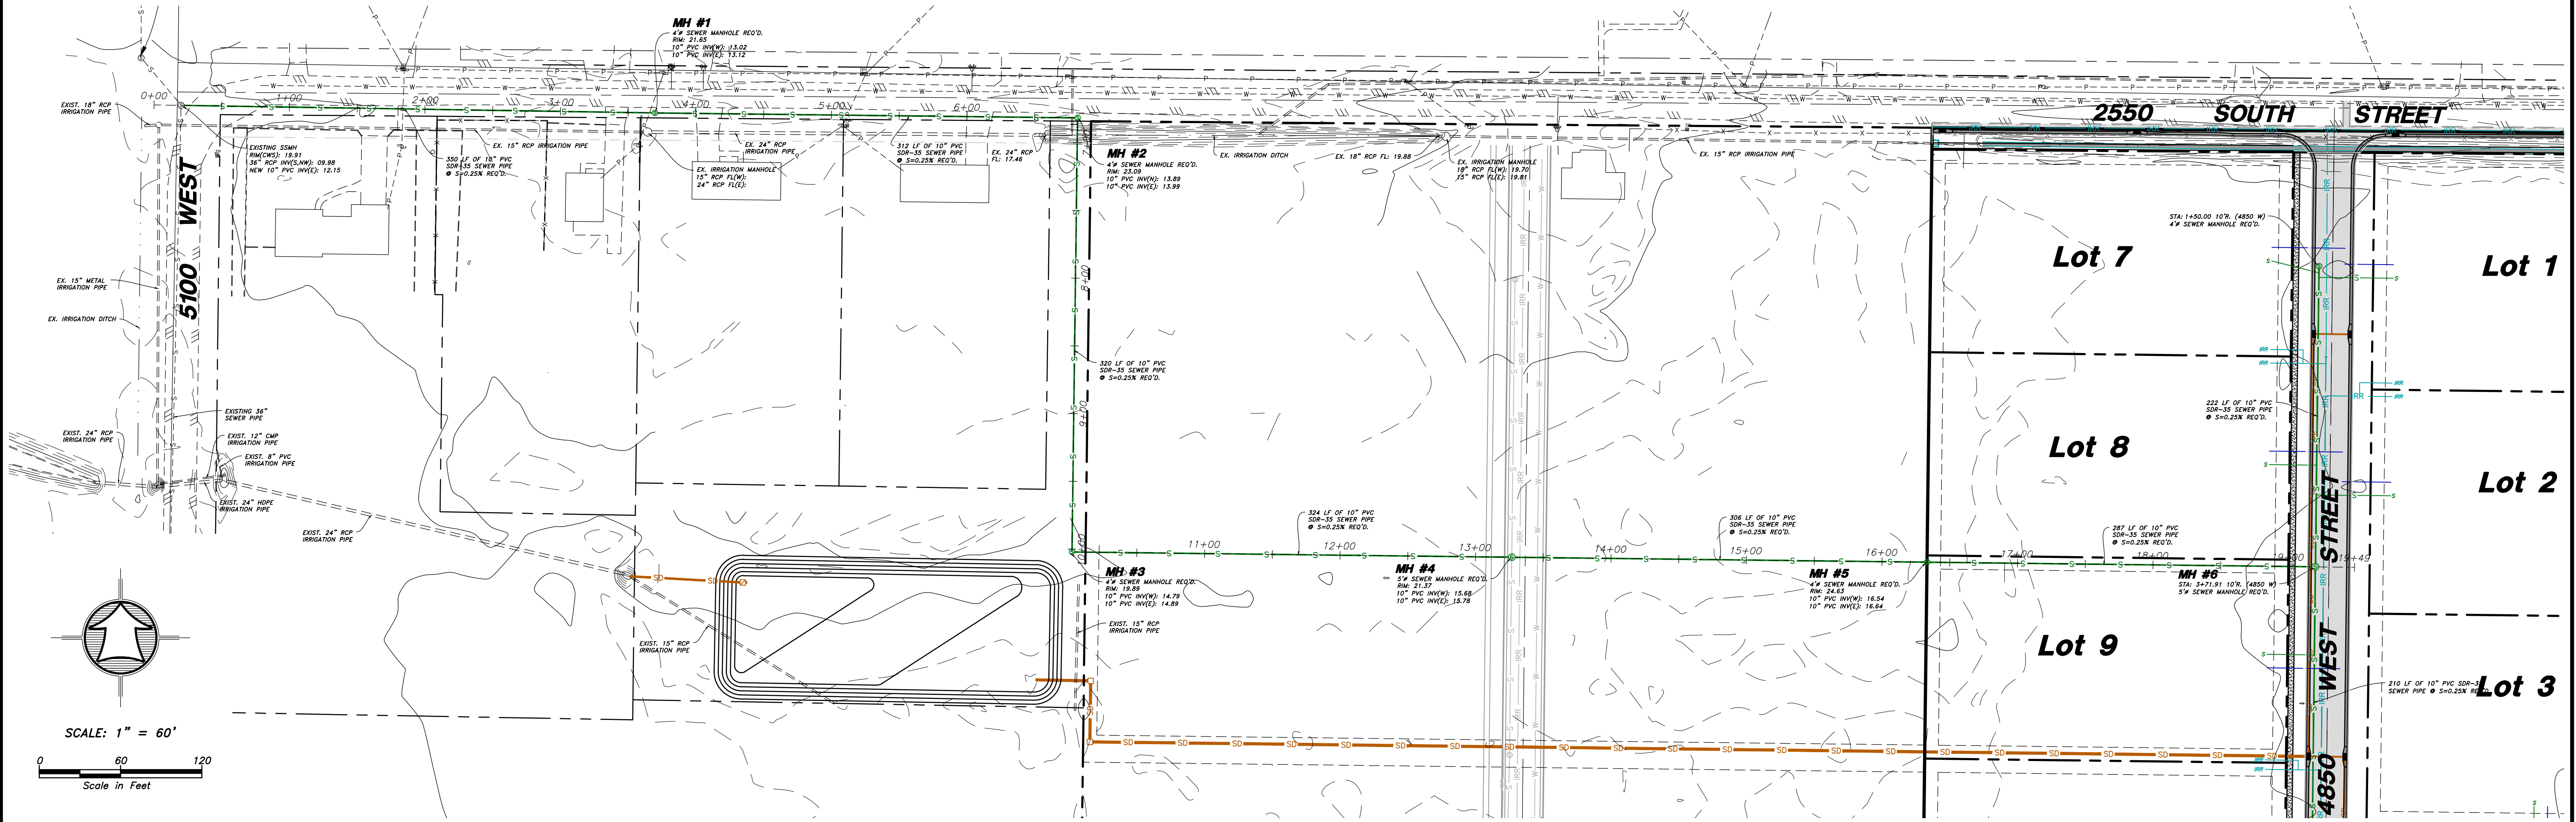 MH #1
4'ø SEWER MANHOLE REQ'D.
RIM: 21.65
10" PVC INV(W): 13.02
10" PVC INV(E): 13.12
EXIST. 18" RCP
IRRIGATION PIPE
0+00
1+00
2+00
3+00
4+00
5+00
6+00
2550 SOUTH STREET
5100 WEST
EXISTING SSMH
RIM(CWS): 19.91
36" RCP INV(S,NW): 09.98
NEW 10" PVC INV(E): 12.15
EX. 15" RCP IRRIGATION PIPE
350 LF OF 10" PVC
SDR-35 SEWER PIPE
@ S=0.25% REQ'D.
EX. 24" RCP
IRRIGATION PIPE
EX. IRRIGATION MANHOLE
15" RCP FL(W):
24" RCP FL(E):
312 LF OF 10" PVC
SDR-35 SEWER PIPE
@ S=0.25% REQ'D.
EX. 24" RCP
FL: 17.46
MH #2
4'ø SEWER MANHOLE REQ'D.
RIM: 23.09
10" PVC INV(N): 13.89
10" PVC INV(E): 13.99
EX. IRRIGATION DITCH
EX. 18" RCP FL: 19.88
EX. IRRIGATION MANHOLE
18" RCP FL(W): 19.70
15" RCP FL(E): 19.81
EX. 15" RCP IRRIGATION PIPE
STA: 1+50.00 10'R. (4850 W)
4'ø SEWER MANHOLE REQ'D.
Lot 7
Lot 1
EX. 15" METAL
IRRIGATION PIPE
EX. IRRIGATION DITCH
8+00
9+00
320 LF OF 10" PVC
SDR-35 SEWER PIPE
@ S=0.25% REQ'D.
EXISTING 36"
SEWER PIPE
EXIST. 24" RCP
IRRIGATION PIPE
EXIST. 12" CMP
IRRIGATION PIPE
EXIST. 8" PVC
IRRIGATION PIPE
EXIST. 24" HDPE
IRRIGATION PIPE
EXIST. 24" RCP
IRRIGATION PIPE
222 LF OF 10" PVC
SDR-35 SEWER PIPE
@ S=0.25% REQ'D.
Lot 8
Lot 2
324 LF OF 10" PVC
SDR-35 SEWER PIPE
@ S=0.25% REQ'D.
306 LF OF 10" PVC
SDR-35 SEWER PIPE
@ S=0.25% REQ'D.
287 LF OF 10" PVC
SDR-35 SEWER PIPE
@ S=0.25% REQ'D.
11+00
12+00
13+00
14+00
15+00
16+00
17+00
18+00
19+00
19+49
MH #3
4'ø SEWER MANHOLE REQ'D.
RIM: 19.89
10" PVC INV(W): 14.79
10" PVC INV(E): 14.89
MH #4
5'ø SEWER MANHOLE REQ'D.
RIM: 21.37
10" PVC INV(W): 15.68
10" PVC INV(E): 15.78
MH #5
4'ø SEWER MANHOLE REQ'D.
RIM: 24.63
10" PVC INV(W): 16.54
10" PVC INV(E): 16.64
MH #6
STA: 3+71.91 10'R. (4850 W)
5'ø SEWER MANHOLE REQ'D.
EXIST. 15" RCP
IRRIGATION PIPE
EXIST. 15" RCP
IRRIGATION PIPE
Lot 9
Lot 3
210 LF OF 10" PVC SDR-35
SEWER PIPE @ S=0.25% REQ'D.
4850 WEST STREET
SCALE: 1" = 60'
0 60 120
Scale in Feet